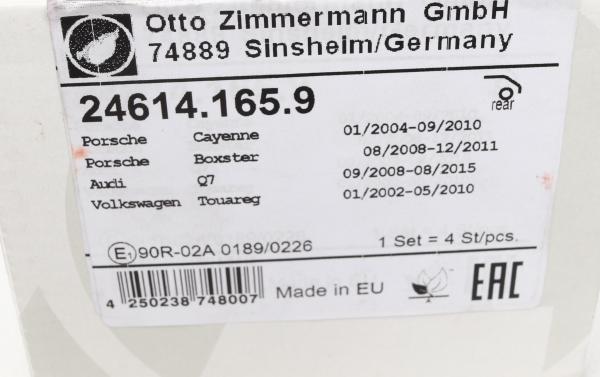 Otto Zimmermann GmbH
74889 Sinsheim/Germany
24614.165.9
rear
Porsche Cayenne 01/2004-09/2010
Porsche Boxster 08/2008-12/2011
Audi Q7 09/2008-08/2015
Volkswagen Touareg 01/2002-05/2010
E1 90R-02A 0189/0226 1 Set = 4 St/pcs.
4 250238 748007 Made in EU EAC